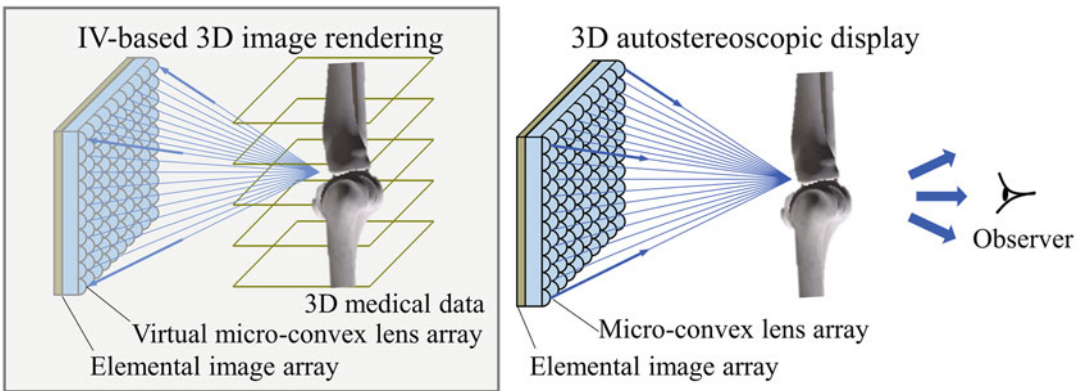 IV-based 3D image rendering
3D medical data
Virtual micro-convex lens array
Elemental image array
3D autostereoscopic display
Observer
Micro-convex lens array
Elemental image array